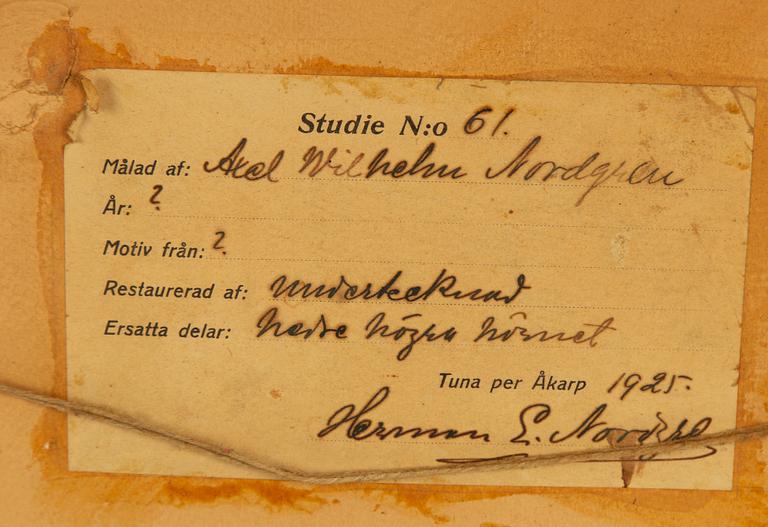 Studie N:o 61.
Målad af: Axel Wilhelm Nordgren
År: ?
Motiv från: ?
Restaurerad af: undertecknad
Ersatta delar: nedre högra hörnet
Tuna per Åkarp 1925.
Herman E.